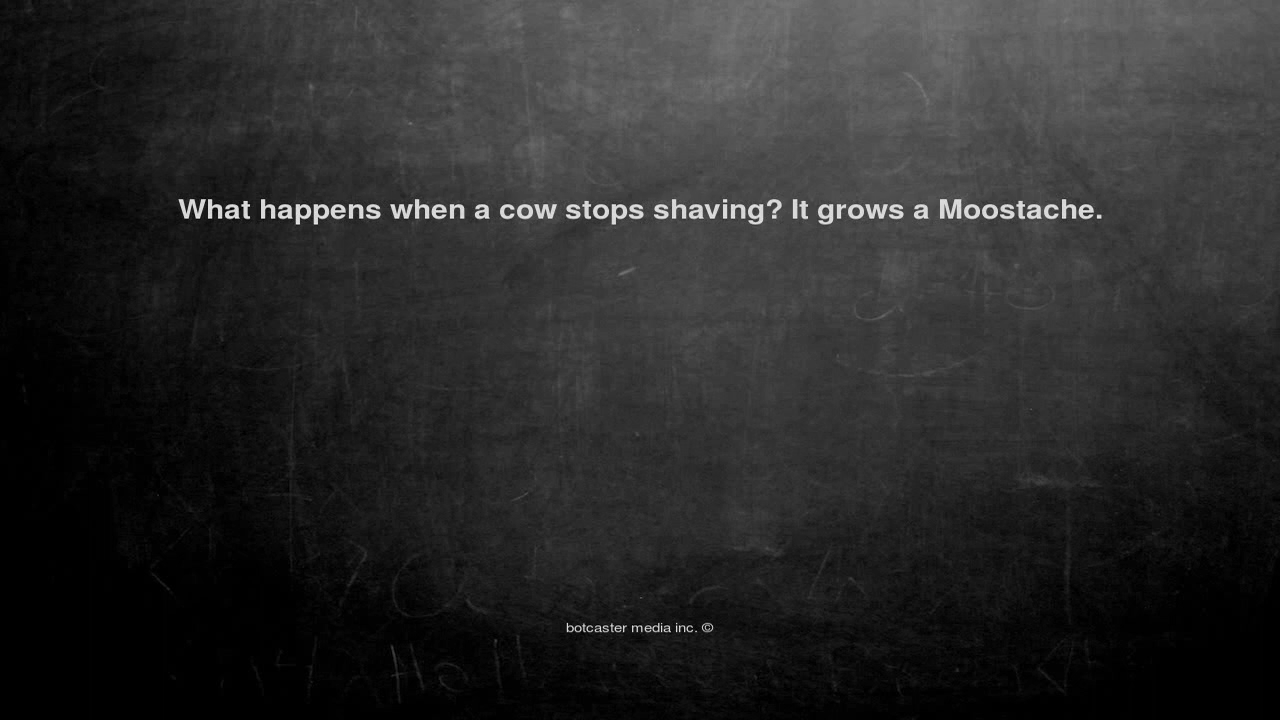 What happens when a cow stops shaving? It grows a Moostache.
botcaster media inc. ©